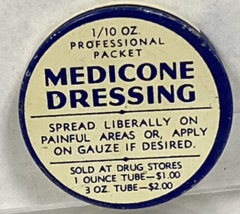 1/10 OZ.
PROFESSIONAL
PACKET
MEDICONE
DRESSING
SPREAD LIBERALLY ON
PAINFUL AREAS OR, APPLY
ON GAUZE IF DESIRED.
SOLD AT DRUG STORES
1 OUNCE TUBE—$1.00
3 OZ. TUBE—$2.00